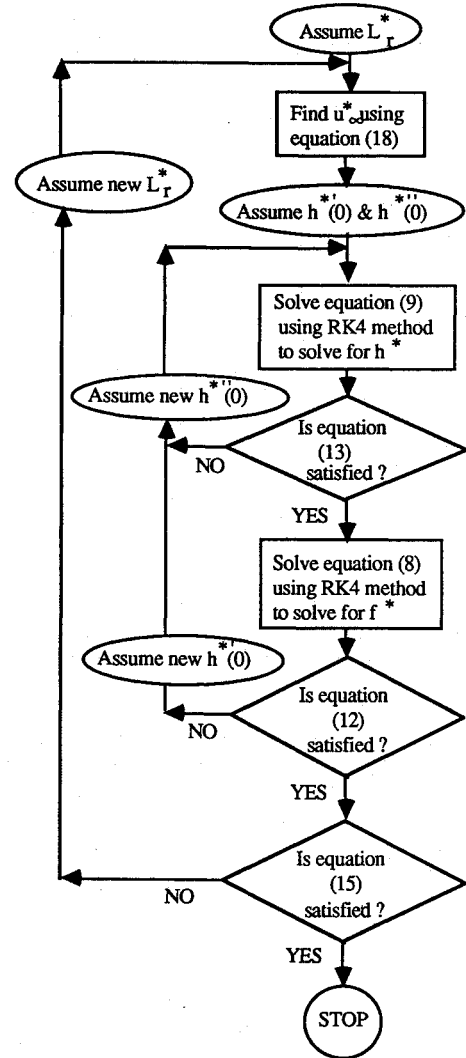 Assume L*r
Find u*∞ using
equation (18)
Assume new L*r
Assume h*'(0) & h*''(0)
Solve equation (9)
using RK4 method
to solve for h*
Assume new h*''(0)
Is equation
(13)
satisfied ?
NO
YES
Solve equation (8)
using RK4 method
to solve for f*
Assume new h*'(0)
Is equation
(12)
satisfied ?
NO
YES
Is equation
(15)
satisfied ?
NO
YES
STOP